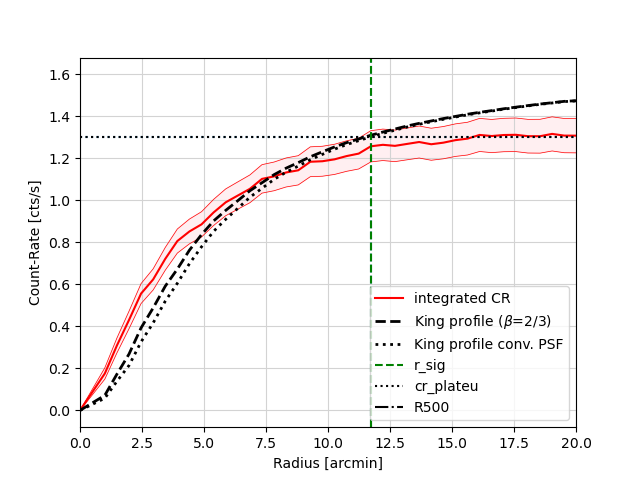 1.6
1.4
1.2
1.0
0.8
0.6
0.4
0.2
0.0
Count-Rate [cts/s]
integrated CR
King profile (β=2/3)
King profile conv. PSF
r_sig
cr_plateu
R500
0.0 2.5 5.0 7.5 10.0 12.5 15.0 17.5 20.0
Radius [arcmin]